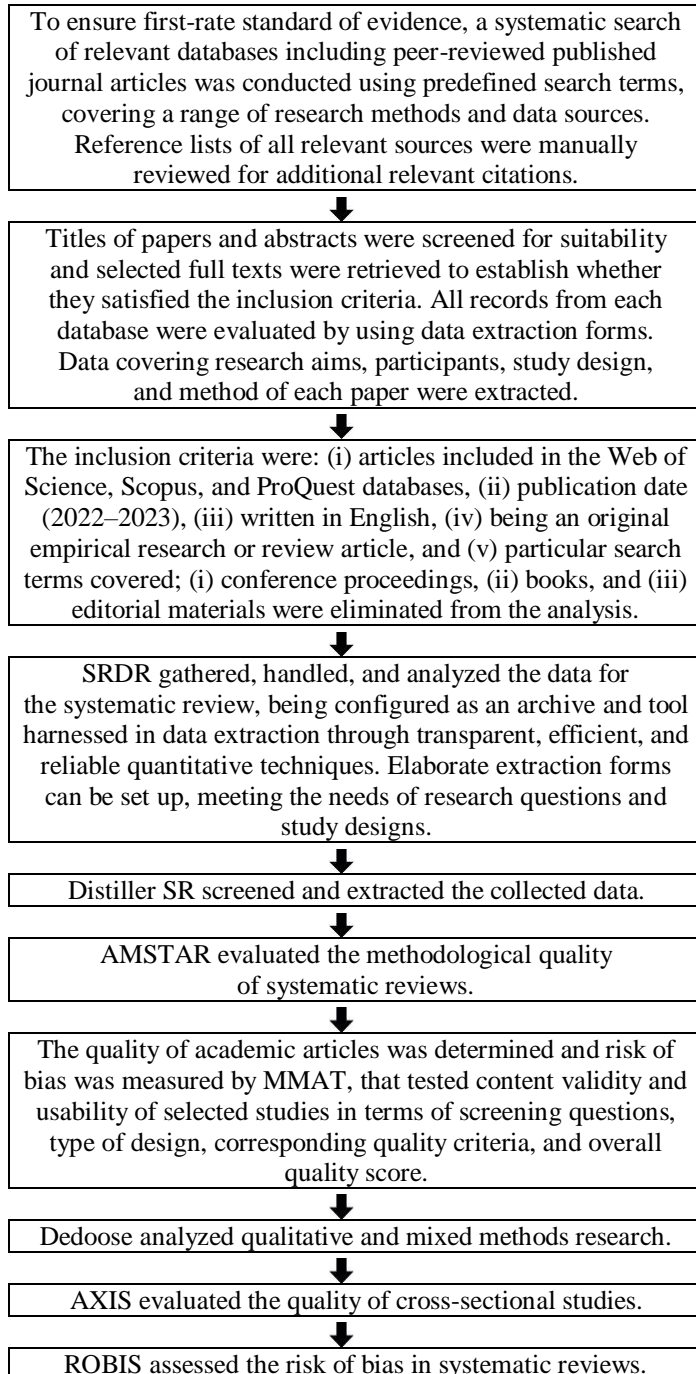 To ensure first-rate standard of evidence, a systematic search
of relevant databases including peer-reviewed published
journal articles was conducted using predefined search terms,
covering a range of research methods and data sources.
Reference lists of all relevant sources were manually
reviewed for additional relevant citations.
Titles of papers and abstracts were screened for suitability
and selected full texts were retrieved to establish whether
they satisfied the inclusion criteria. All records from each
database were evaluated by using data extraction forms.
Data covering research aims, participants, study design,
and method of each paper were extracted.
The inclusion criteria were: (i) articles included in the Web of
Science, Scopus, and ProQuest databases, (ii) publication date
(2022–2023), (iii) written in English, (iv) being an original
empirical research or review article, and (v) particular search
terms covered; (i) conference proceedings, (ii) books, and (iii)
editorial materials were eliminated from the analysis.
SRDR gathered, handled, and analyzed the data for
the systematic review, being configured as an archive and tool
harnessed in data extraction through transparent, efficient, and
reliable quantitative techniques. Elaborate extraction forms
can be set up, meeting the needs of research questions and
study designs.
Distiller SR screened and extracted the collected data.
AMSTAR evaluated the methodological quality
of systematic reviews.
The quality of academic articles was determined and risk of
bias was measured by MMAT, that tested content validity and
usability of selected studies in terms of screening questions,
type of design, corresponding quality criteria, and overall
quality score.
Dedoose analyzed qualitative and mixed methods research.
AXIS evaluated the quality of cross-sectional studies.
ROBIS assessed the risk of bias in systematic reviews.